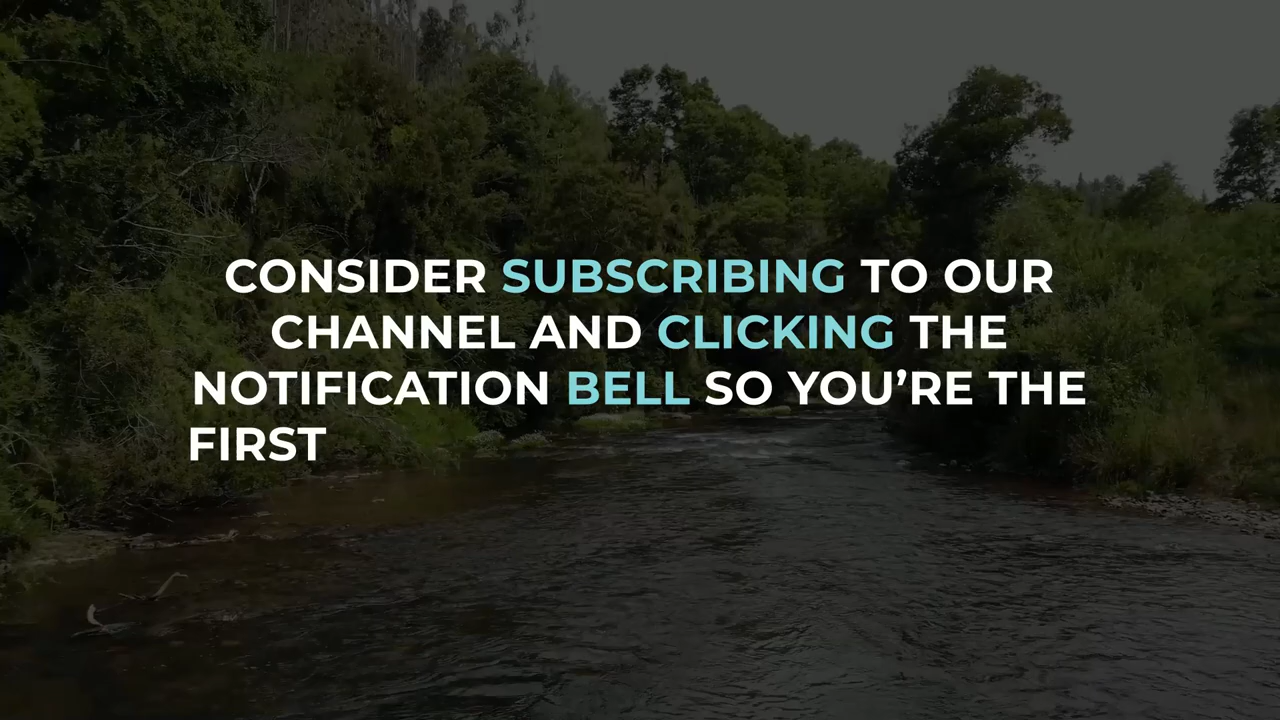 CONSIDER SUBSCRIBING TO OUR
CHANNEL AND CLICKING THE
NOTIFICATION BELL SO YOU’RE THE
FIRST